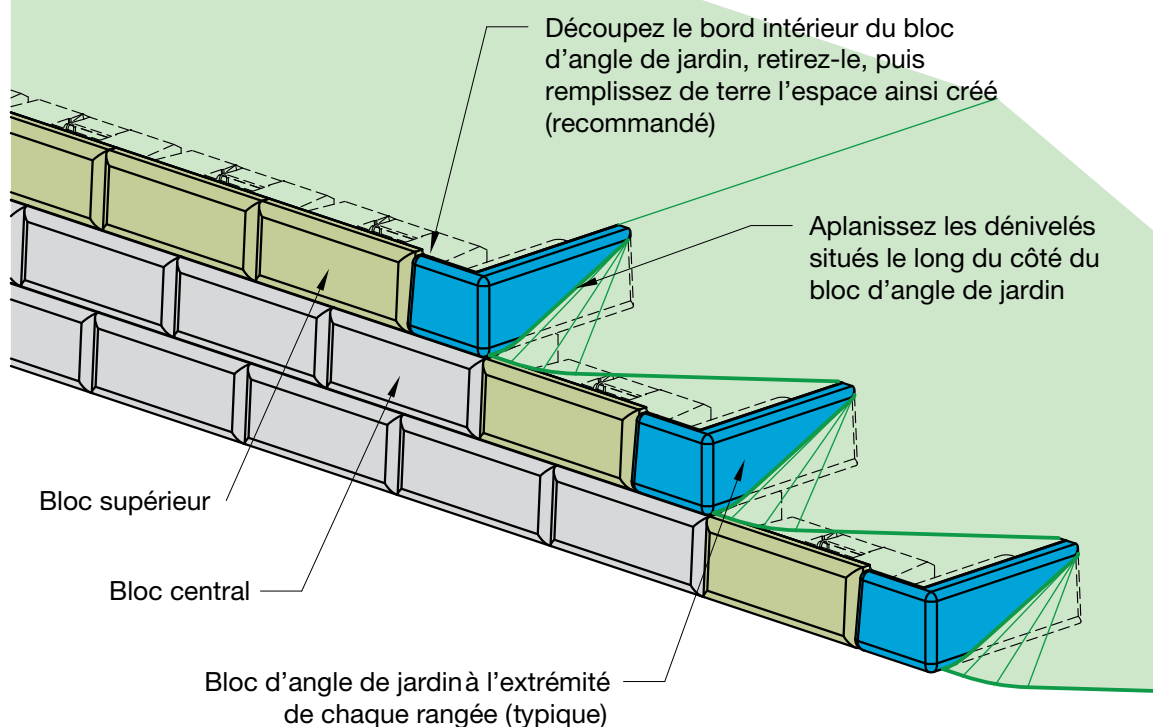 Découpez le bord intérieur du bloc
d’angle de jardin, retirez-le, puis
remplissez de terre l’espace ainsi créé
(recommandé)
Aplanissez les dénivelés
situés le long du côté du
bloc d’angle de jardin
Bloc supérieur
Bloc central
Bloc d’angle de jardin à l’extrémité
de chaque rangée (typique)